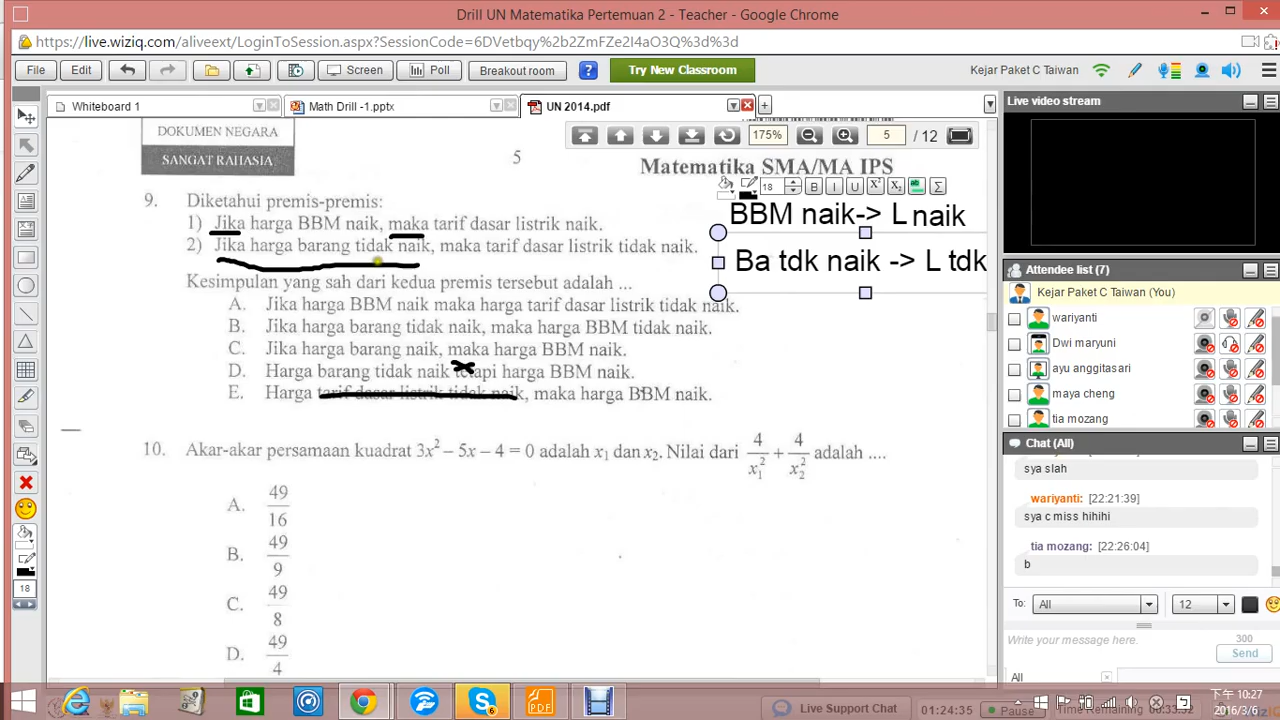 Drill UN Matematika Pertemuan 2 - Teacher - Google Chrome
https://live.wiziq.com/aliveext/LoginToSession.aspx?SessionCode=6DVetbqy%2b2ZmFZe2I4aO3Q%3d%3d
File Edit Screen Poll Breakout room ? Try New Classroom Kejar Paket C Taiwan
Whiteboard 1 Math Drill -1.pptx UN 2014.pdf
Live video stream
DOKUMEN NEGARA
SANGAT RAHASIA
5
175% 5 / 12
Matematika SMA/MA IPS
18 B I U X² X₂ Σ
9. Diketahui premis-premis:
1) Jika harga BBM naik, maka tarif dasar listrik naik.
2) Jika harga barang tidak naik, maka tarif dasar listrik tidak naik.
BBM naik-> L naik
Ba tdk naik -> L tdk
Kesimpulan yang sah dari kedua premis tersebut adalah ...
A. Jika harga BBM naik maka harga tarif dasar listrik tidak naik.
B. Jika harga barang tidak naik, maka harga BBM tidak naik.
C. Jika harga barang naik, maka harga BBM naik.
D. Harga barang tidak naik tetapi harga BBM naik.
E. Harga tarif dasar listrik tidak naik, maka harga BBM naik.
10. Akar-akar persamaan kuadrat 3x² – 5x – 4 = 0 adalah x₁ dan x₂. Nilai dari 4/x₁² + 4/x₂² adalah ....
A. 49/16
B. 49/9
C. 49/8
D. 49/4
Attendee list (7)
Kejar Paket C Taiwan (You)
wariyanti
Dwi maryuni
ayu anggitasari
maya cheng
tia mozang
Chat (All)
sya slah
wariyanti: [22:21:39]
sya c miss hihihi
tia mozang: [22:26:04]
b
To: All 12
Write your message here... 300
Send
All
18
Live Support Chat
01:24:35 Pause Time Remaining
下午 10:27
2016/3/6